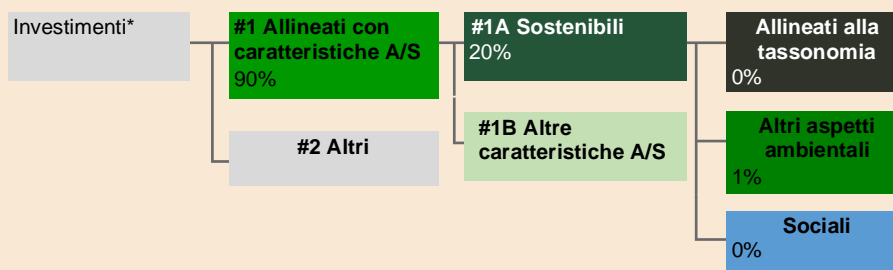 Investimenti*
#1 Allineati con
caratteristiche A/S
90%
#2 Altri
#1A Sostenibili
20%
#1B Altre
caratteristiche A/S
Allineati alla
tassonomia
0%
Altri aspetti
ambientali
1%
Sociali
0%